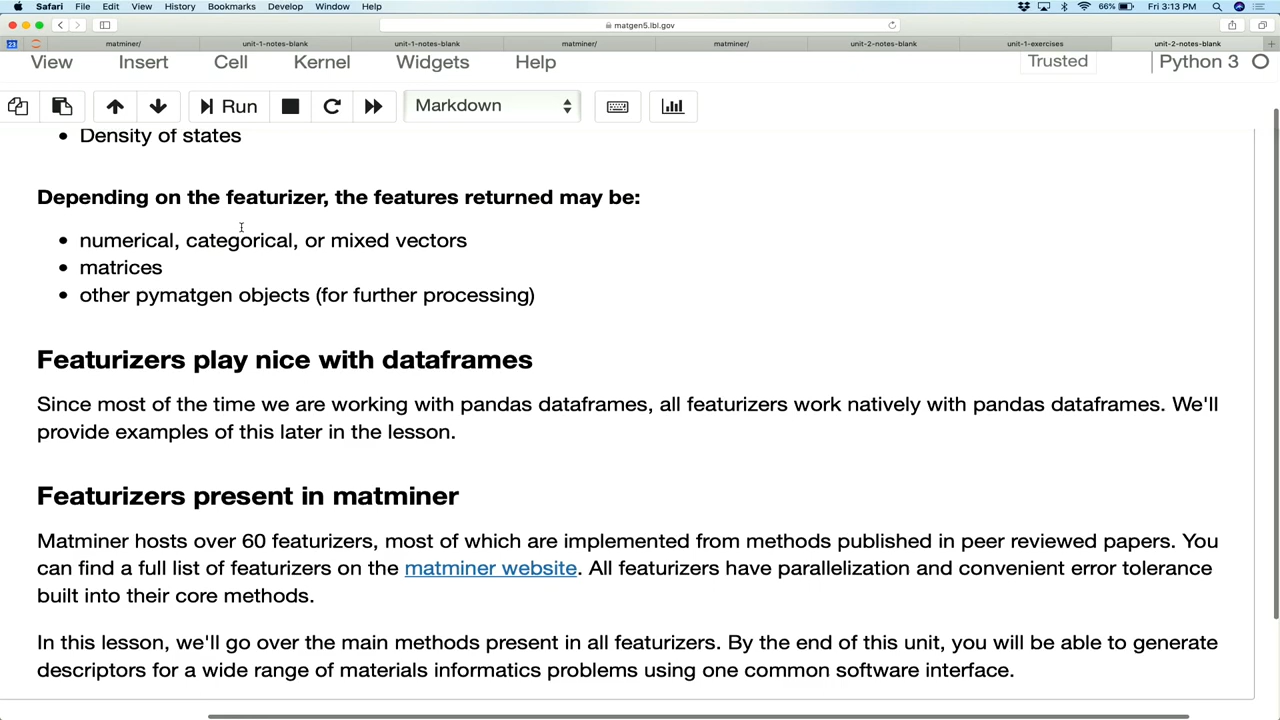 Safari File Edit View History Bookmarks Develop Window Help 66% Fri 3:13 PM
matgen5.lbl.gov
23 matminer/ unit-1-notes-blank unit-1-notes-blank matminer/ matminer/ unit-2-notes-blank unit-1-exercises unit-2-notes-blank
View Insert Cell Kernel Widgets Help Trusted Python 3
Run Markdown
• Density of states
Depending on the featurizer, the features returned may be:
• numerical, categorical, or mixed vectors
• matrices
• other pymatgen objects (for further processing)
Featurizers play nice with dataframes
Since most of the time we are working with pandas dataframes, all featurizers work natively with pandas dataframes. We'll
provide examples of this later in the lesson.
Featurizers present in matminer
Matminer hosts over 60 featurizers, most of which are implemented from methods published in peer reviewed papers. You
can find a full list of featurizers on the matminer website. All featurizers have parallelization and convenient error tolerance
built into their core methods.
In this lesson, we'll go over the main methods present in all featurizers. By the end of this unit, you will be able to generate
descriptors for a wide range of materials informatics problems using one common software interface.